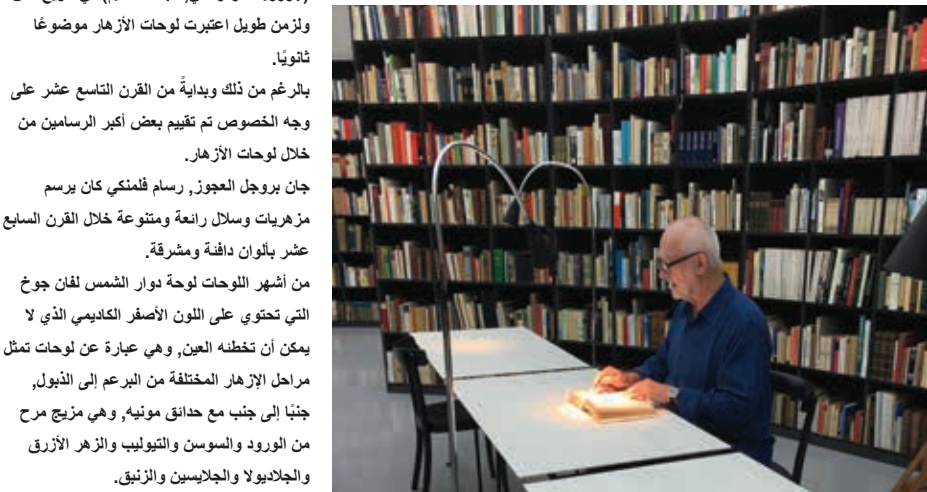 ولزمن طويل اعتبرت لوحات الأزهار موضوعًا
ثانويًا.
بالرغم من ذلك وبدايةً من القرن التاسع عشر على
وجه الخصوص تم تقييم بعض أكبر الرسامين من
خلال لوحات الأزهار.
جان بروجل العجوز, رسام فلمنكي كان يرسم
مزهريات وسلال رائعة ومتنوعة خلال القرن السابع
عشر بألوان دافئة ومشرقة.
من أشهر اللوحات لوحة دوار الشمس لفان جوخ
التي تحتوي على اللون الأصفر الكاديمي الذي لا
يمكن أن تخطنه العين, وهي عبارة عن لوحات تمثل
مراحل الإزهار المختلفة من البرعم إلى الذبول,
جنبًا إلى جنب مع حدائق مونيه, وهي مزيج مرح
من الورود والسوسن والتيوليب والزهر الأزرق
والجلاديولا والجلايسين والزنبق.